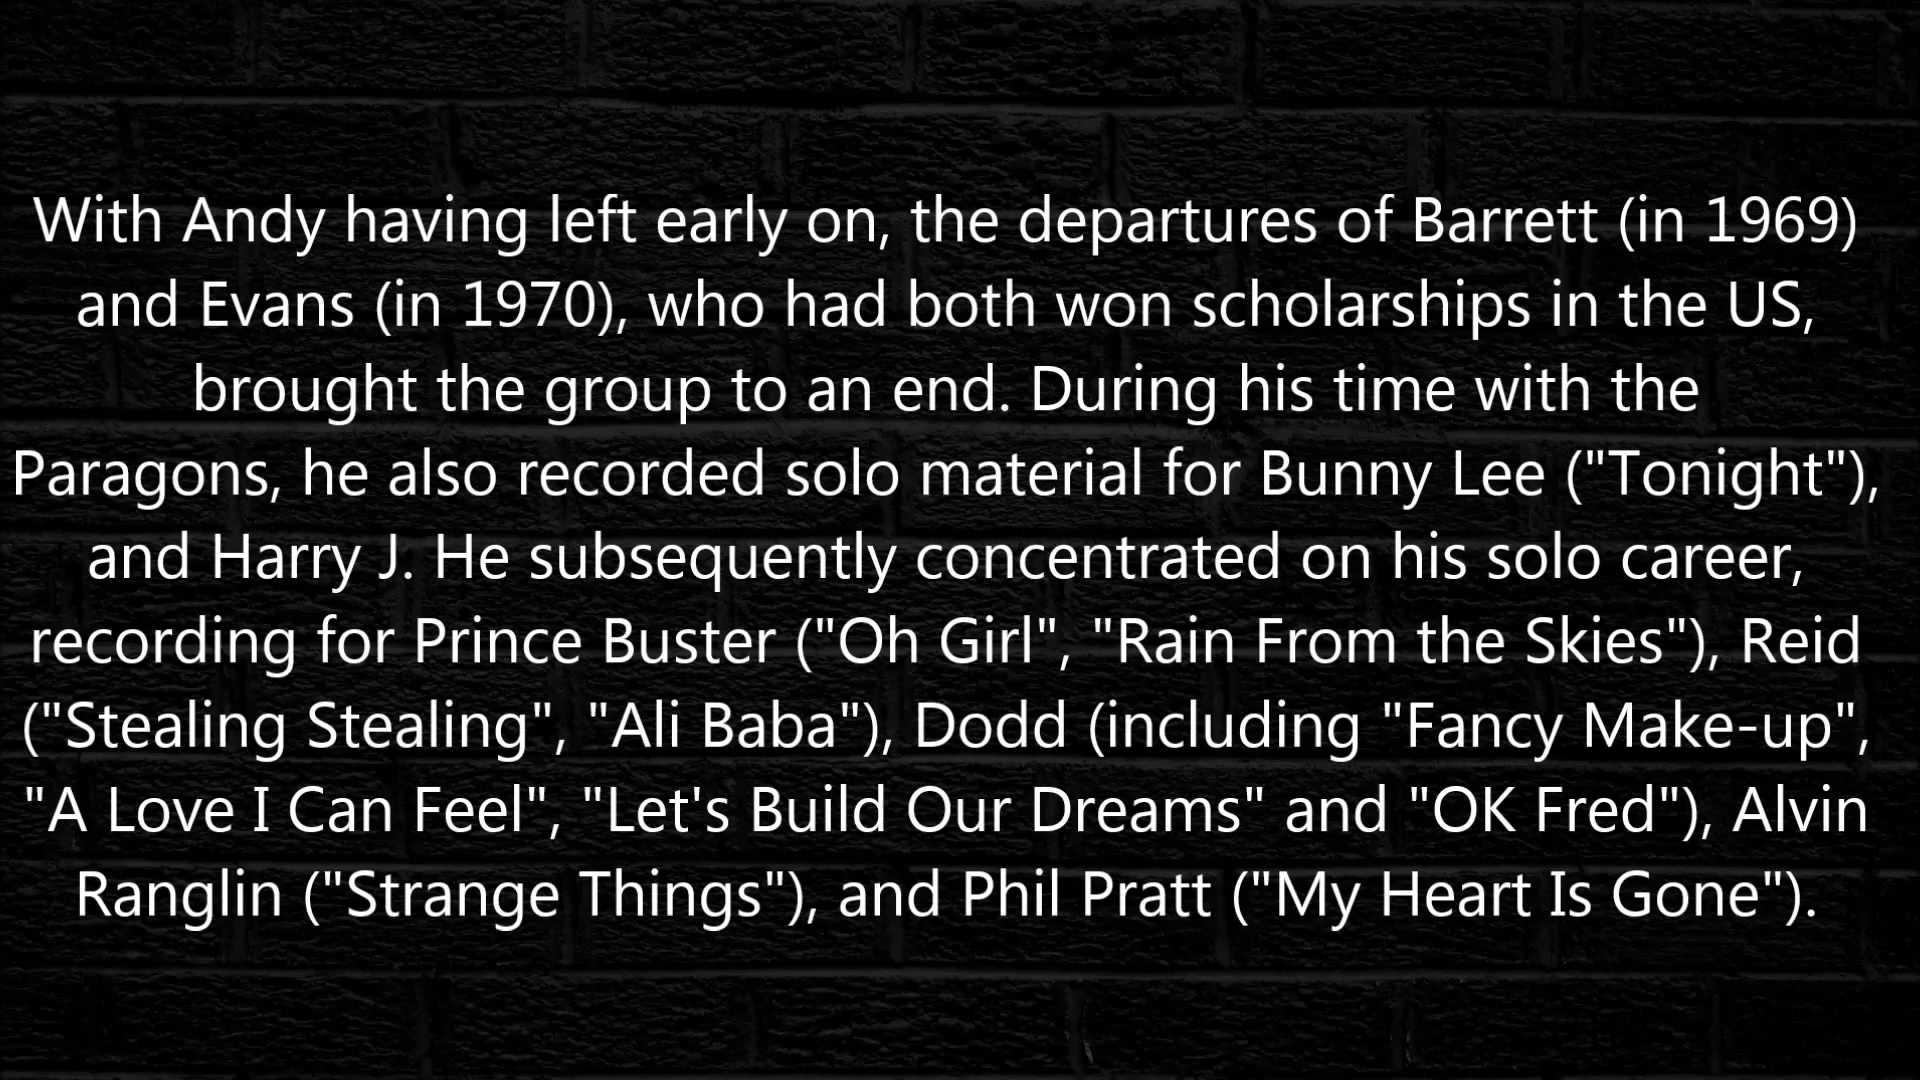 With Andy having left early on, the departures of Barrett (in 1969)
and Evans (in 1970), who had both won scholarships in the US,
brought the group to an end. During his time with the
Paragons, he also recorded solo material for Bunny Lee ("Tonight"),
and Harry J. He subsequently concentrated on his solo career,
recording for Prince Buster ("Oh Girl", "Rain From the Skies"), Reid
("Stealing Stealing", "Ali Baba"), Dodd (including "Fancy Make-up",
"A Love I Can Feel", "Let's Build Our Dreams" and "OK Fred"), Alvin
Ranglin ("Strange Things"), and Phil Pratt ("My Heart Is Gone").